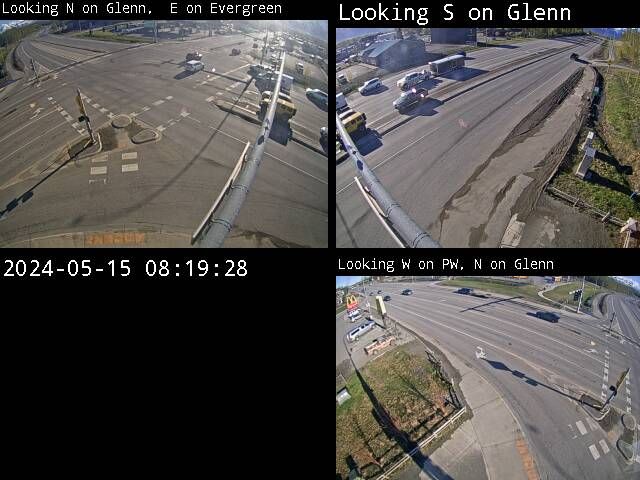 Looking N on Glenn,  E on Evergreen
Looking S on Glenn
2024-05-15 08:19:28
Looking W on PW, N on Glenn